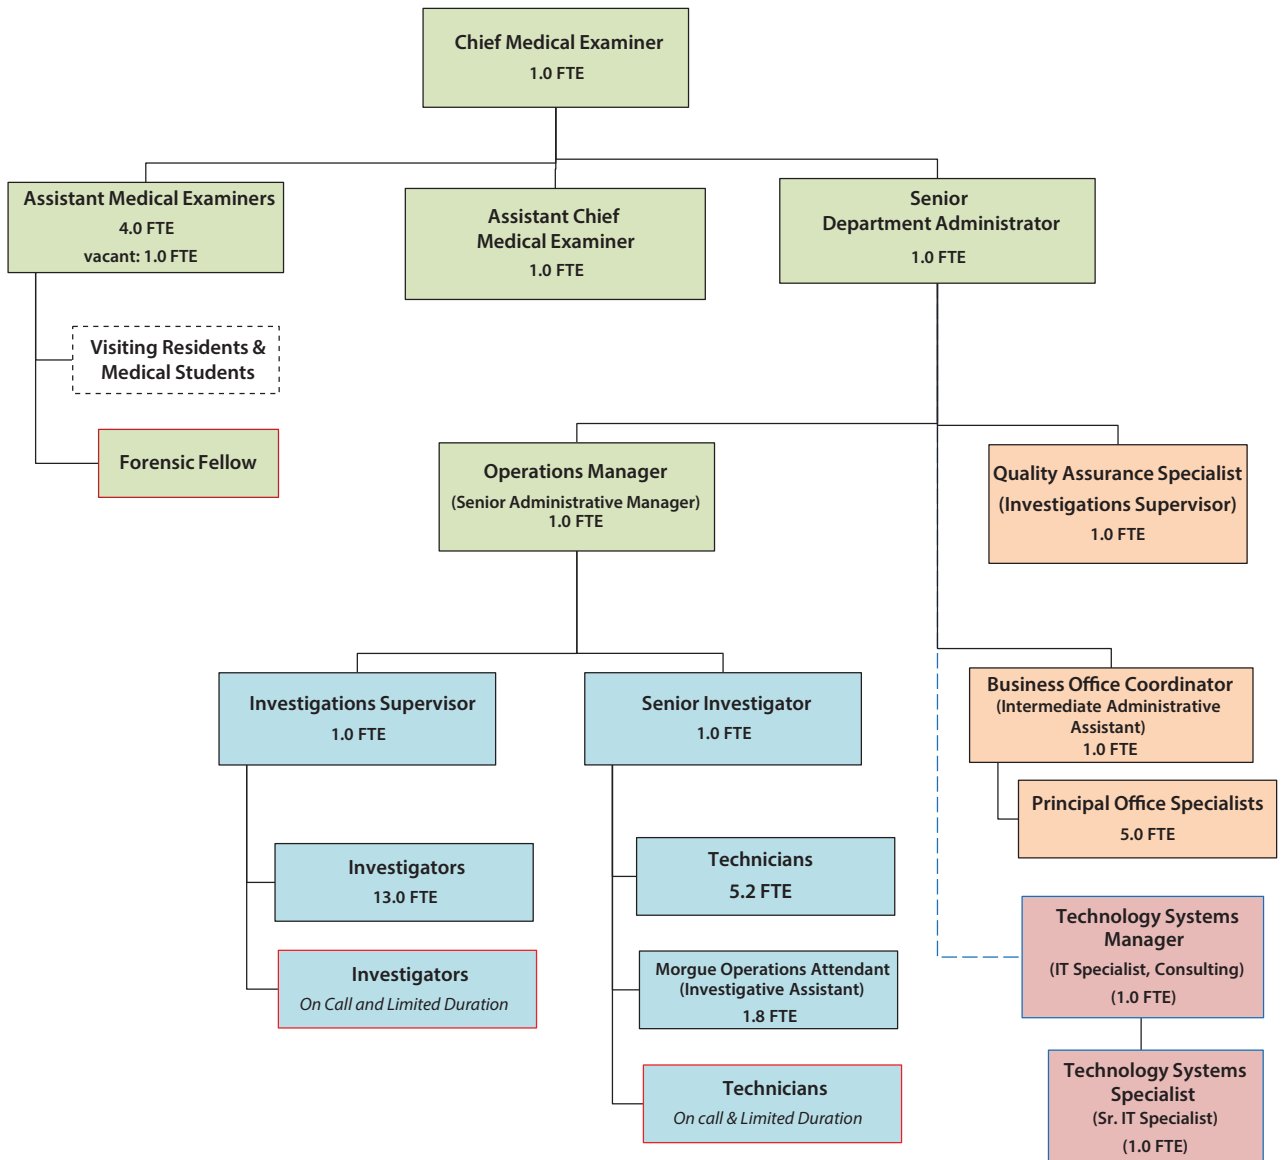 Chief Medical Examiner
1.0 FTE
Assistant Medical Examiners
4.0 FTE
vacant: 1.0 FTE
Assistant Chief
Medical Examiner
1.0 FTE
Senior
Department Administrator
1.0 FTE
Visiting Residents &
Medical Students
Forensic Fellow
Operations Manager
(Senior Administrative Manager)
1.0 FTE
Quality Assurance Specialist
(Investigations Supervisor)
1.0 FTE
Investigations Supervisor
1.0 FTE
Senior Investigator
1.0 FTE
Business Office Coordinator
(Intermediate Administrative
Assistant)
1.0 FTE
Principal Office Specialists
5.0 FTE
Investigators
13.0 FTE
Technicians
5.2 FTE
Investigators
On Call and Limited Duration
Morgue Operations Attendant
(Investigative Assistant)
1.8 FTE
Technicians
On call & Limited Duration
Technology Systems
Manager
(IT Specialist, Consulting)
(1.0 FTE)
Technology Systems
Specialist
(Sr. IT Specialist)
(1.0 FTE)